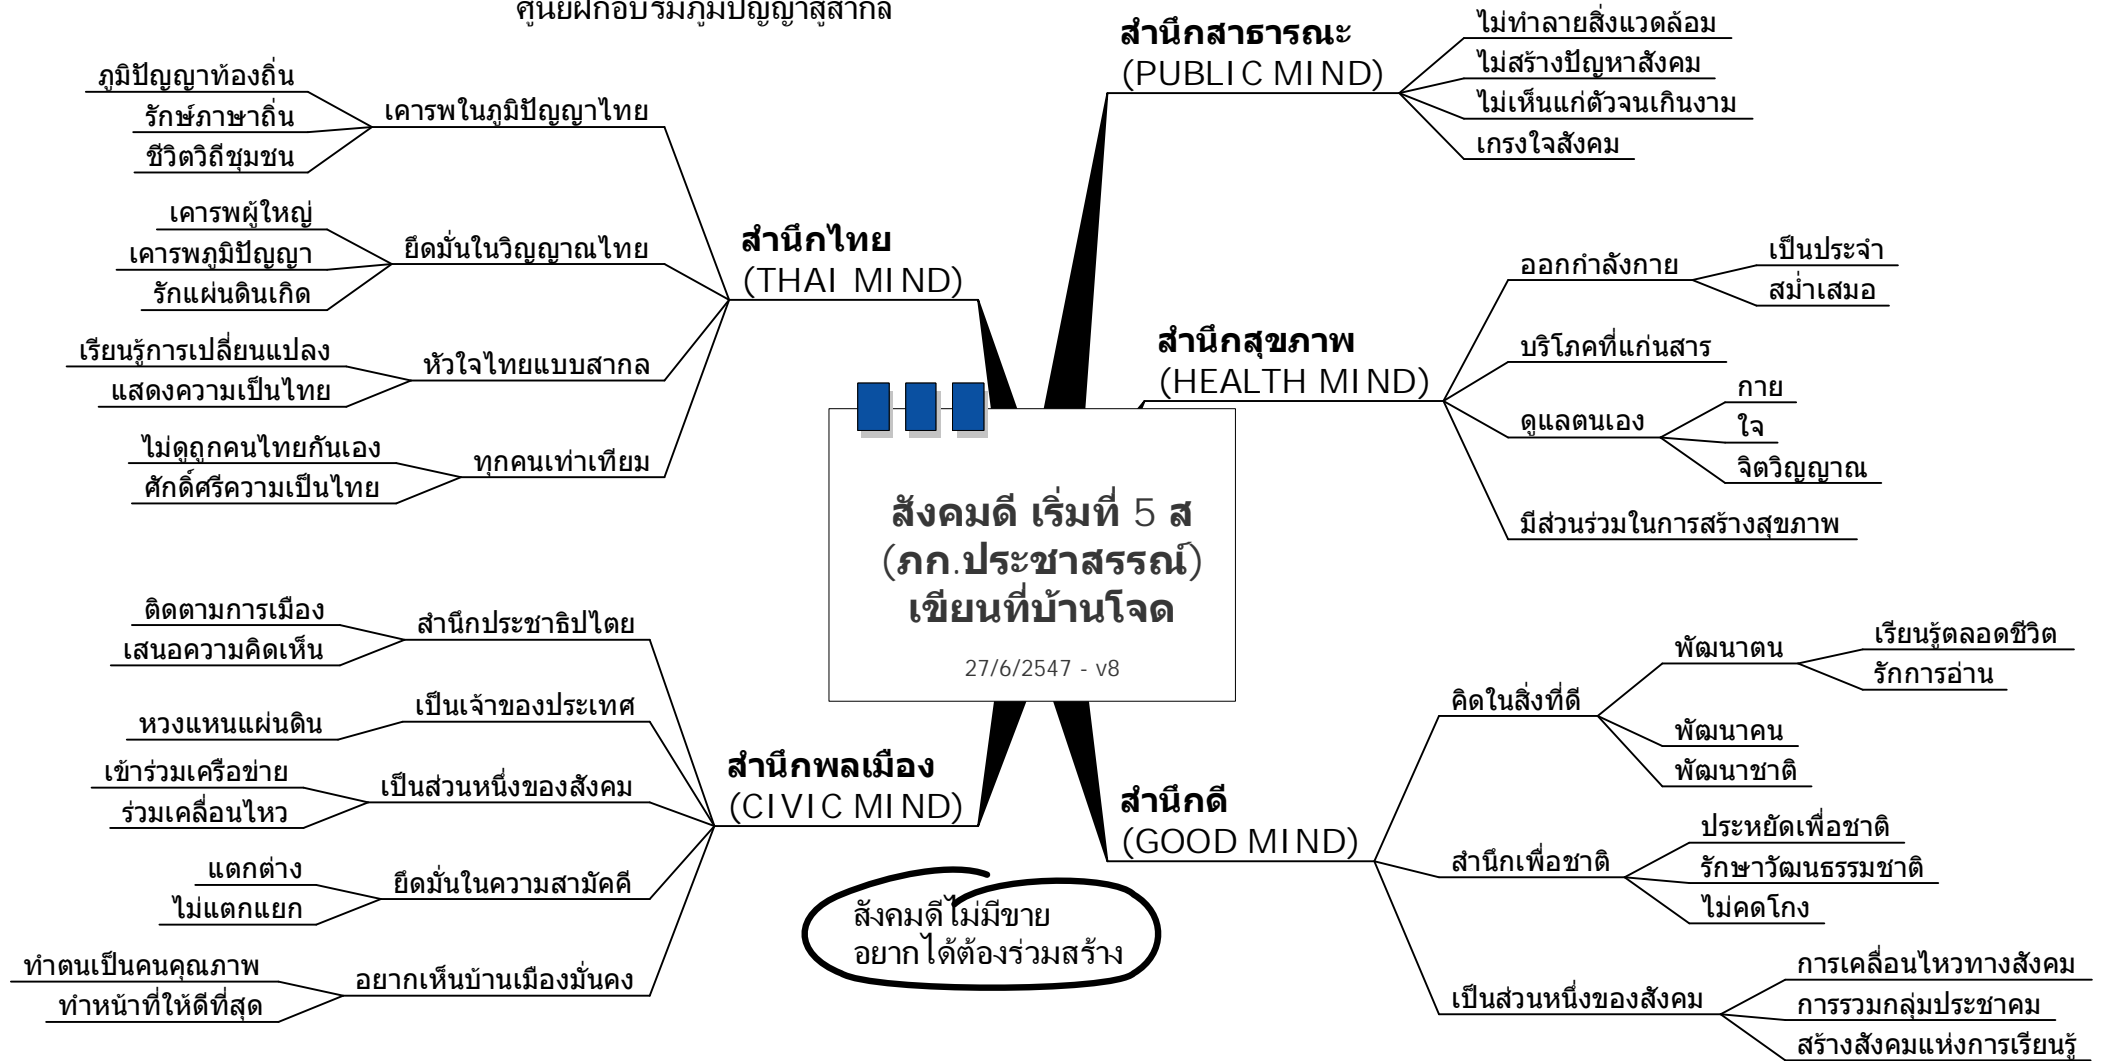 ศูนย์ฝึกอบรมภูมิปัญญาสู่สากล
สำนึกสาธารณะ
(PUBLIC MIND)
ไม่ทำลายสิ่งแวดล้อม
ไม่สร้างปัญหาสังคม
ไม่เห็นแก่ตัวจนเกินงาม
เกรงใจสังคม
สำนึกสุขภาพ
(HEALTH MIND)
ออกกำลังกาย
เป็นประจำ
สม่ำเสมอ
บริโภคที่แก่นสาร
ดูแลตนเอง
กาย
ใจ
จิตวิญญาณ
มีส่วนร่วมในการสร้างสุขภาพ
สำนึกดี
(GOOD MIND)
คิดในสิ่งที่ดี
พัฒนาตน
เรียนรู้ตลอดชีวิต
รักการอ่าน
พัฒนาคน
พัฒนาชาติ
สำนึกเพื่อชาติ
ประหยัดเพื่อชาติ
รักษาวัฒนธรรมชาติ
ไม่คดโกง
เป็นส่วนหนึ่งของสังคม
การเคลื่อนไหวทางสังคม
การรวมกลุ่มประชาคม
สร้างสังคมแห่งการเรียนรู้
สำนึกไทย
(THAI MIND)
เคารพในภูมิปัญญาไทย
ภูมิปัญญาท้องถิ่น
รักษ์ภาษาถิ่น
ชีวิตวิถีชุมชน
ยึดมั่นในวิญญาณไทย
เคารพผู้ใหญ่
เคารพภูมิปัญญา
รักแผ่นดินเกิด
หัวใจไทยแบบสากล
เรียนรู้การเปลี่ยนแปลง
แสดงความเป็นไทย
ทุกคนเท่าเทียม
ไม่ดูถูกคนไทยกันเอง
ศักดิ์ศรีความเป็นไทย
สำนึกพลเมือง
(CIVIC MIND)
สำนึกประชาธิปไตย
ติดตามการเมือง
เสนอความคิดเห็น
เป็นเจ้าของประเทศ
หวงแหนแผ่นดิน
เป็นส่วนหนึ่งของสังคม
เข้าร่วมเครือข่าย
ร่วมเคลื่อนไหว
ยึดมั่นในความสามัคคี
แตกต่าง
ไม่แตกแยก
อยากเห็นบ้านเมืองมั่นคง
ทำตนเป็นคนคุณภาพ
ทำหน้าที่ให้ดีที่สุด
สังคมดี เริ่มที่ 5 ส
(ภก.ประชาสรรณ์)
เขียนที่บ้านโจด
27/6/2547 - v8
สังคมดีไม่มีขาย
อยากได้ต้องร่วมสร้าง